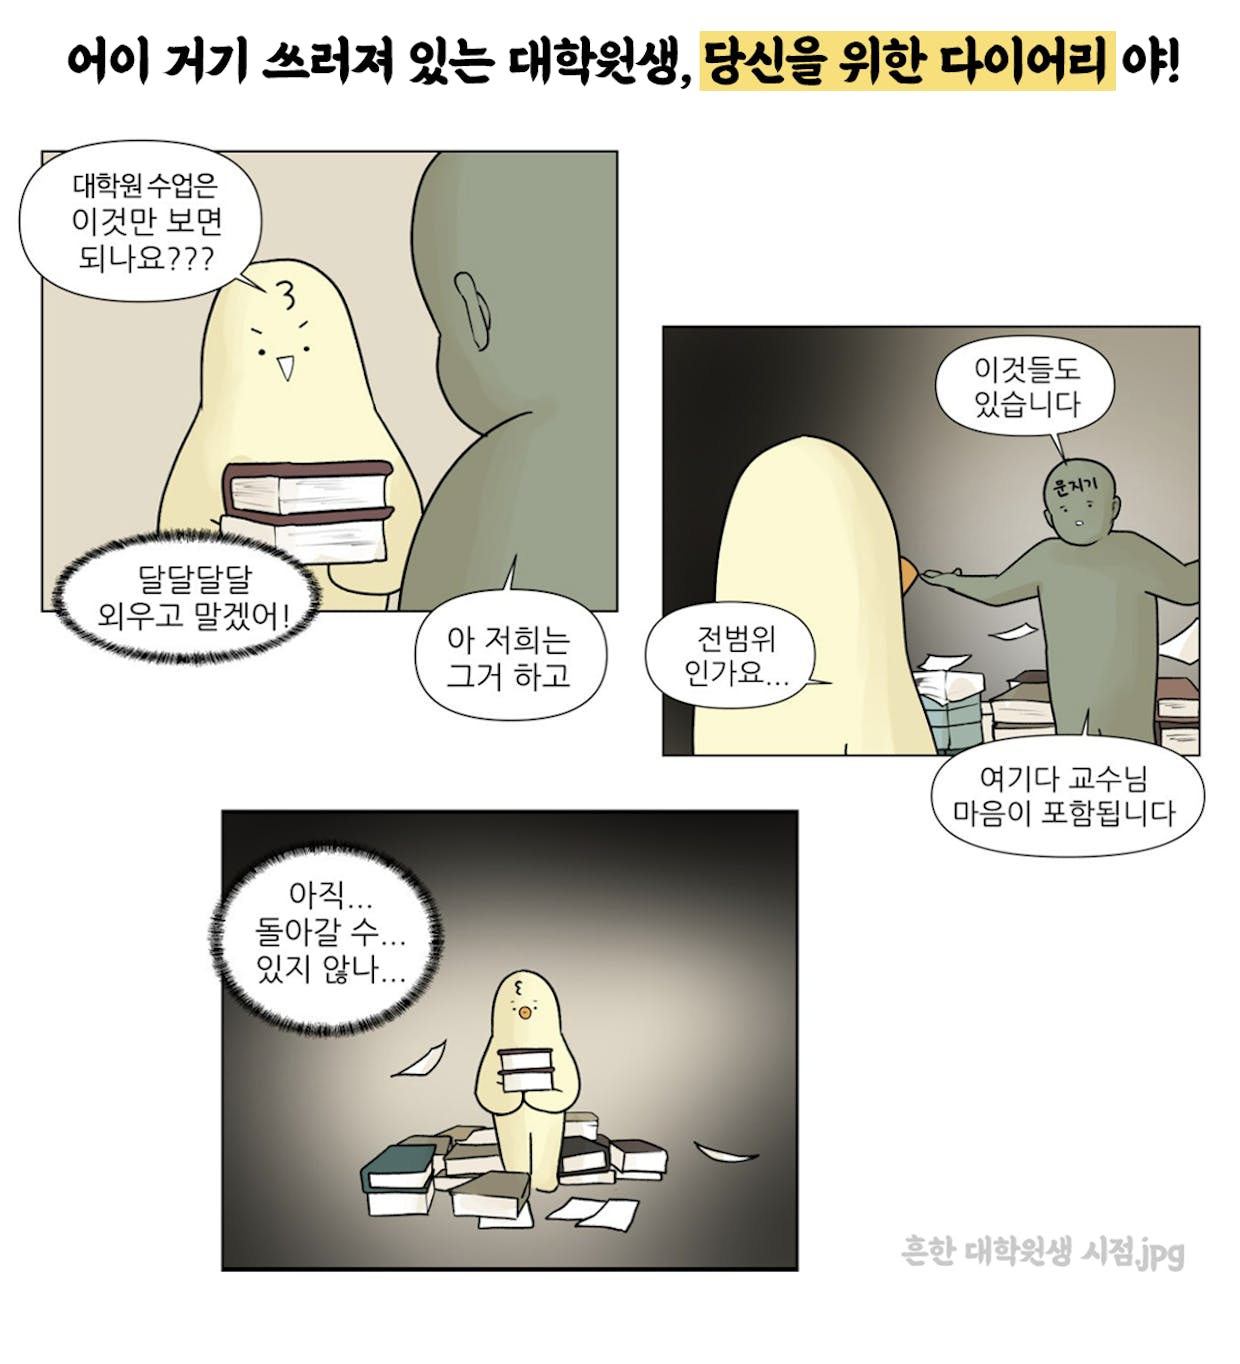 어이 거기 쓰러져 있는 대학원생, 당신을 위한 다이어리 야!
대학원 수업은
이것만 보면
되나요???
달달달달
외우고 말겠어!
아 저희는
그거 하고
이것들도
있습니다
문지기
전범위
인가요...
여기다 교수님
마음이 포함됩니다
아직...
돌아갈 수...
있지 않나...
흔한 대학원생 시점.jpg